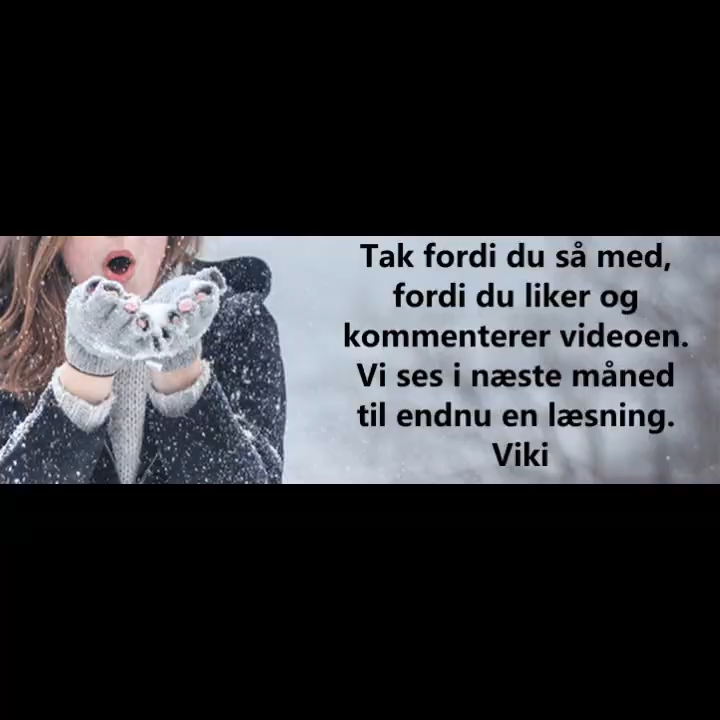 Tak fordi du så med,
fordi du liker og
kommenterer videoen.
Vi ses i næste måned
til endnu en læsning.
Viki